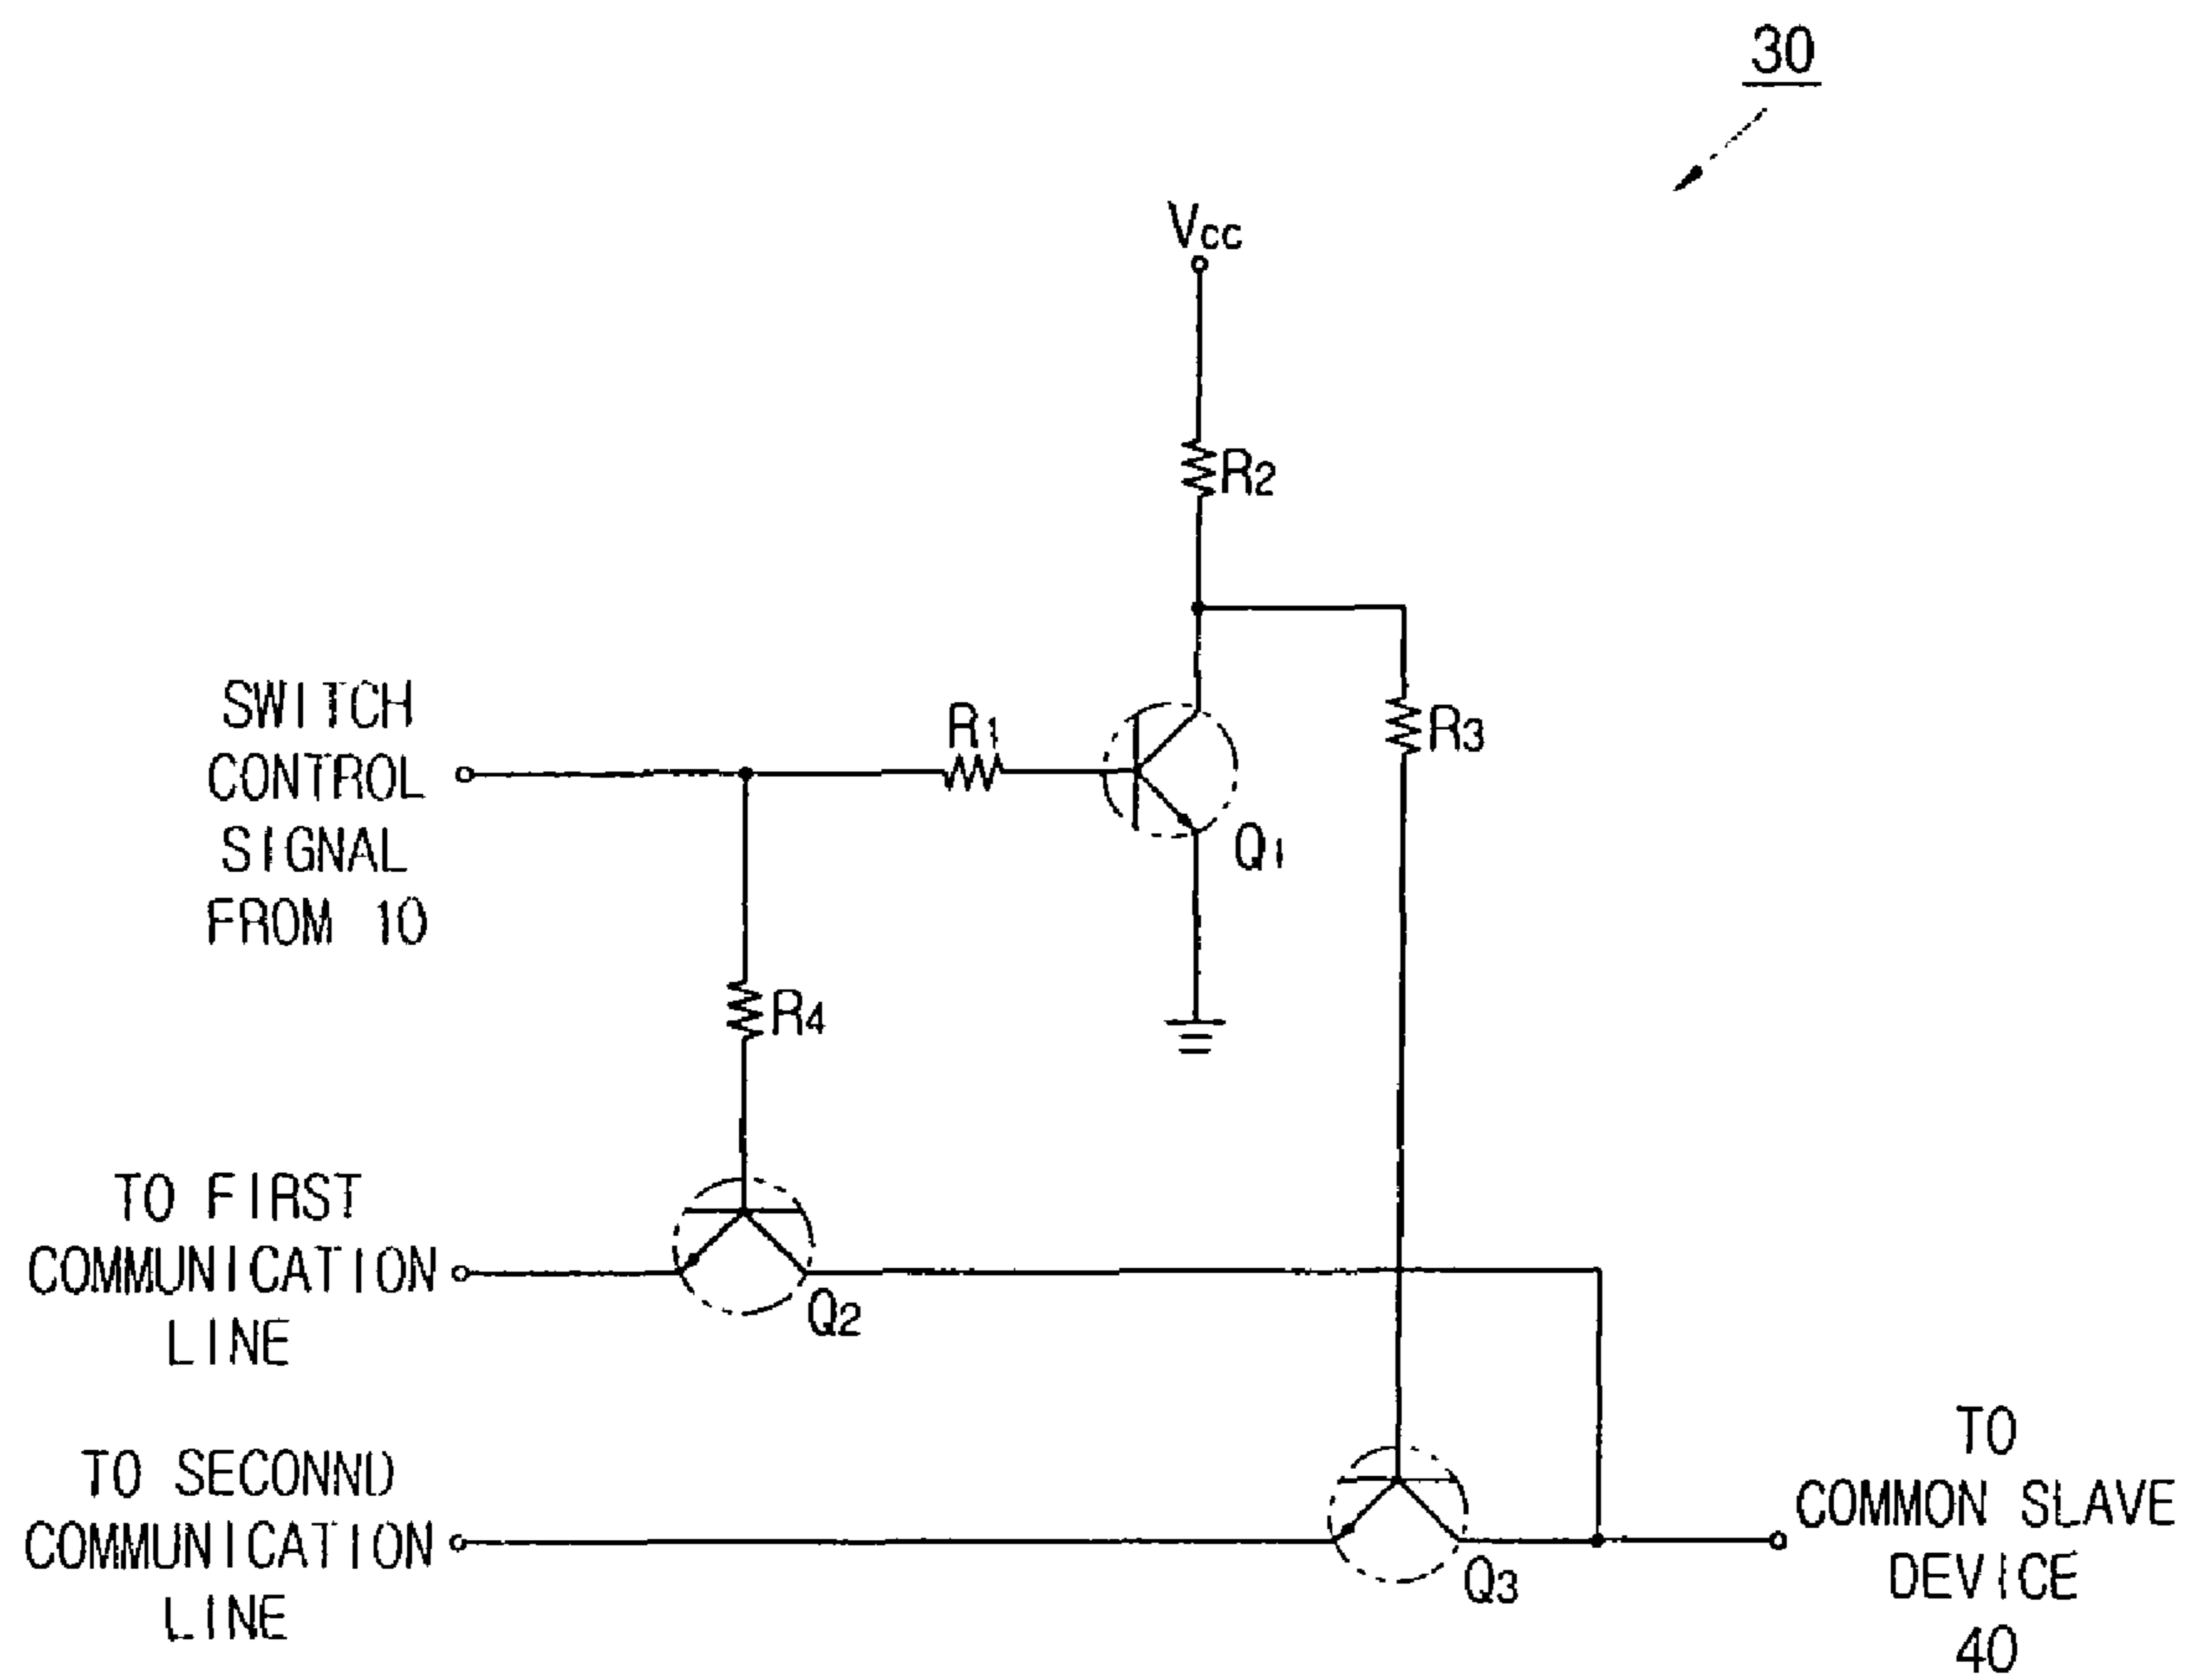 30
Vcc
R2
SWITCH
CONTROL
SIGNAL
FROM 10
R1
R3
Q1
R4
TO FIRST
COMMUNICATION
LINE
Q2
TO SECONND
COMMUNICATION
LINE
Q3
TO
COMMON SLAVE
DEVICE
40